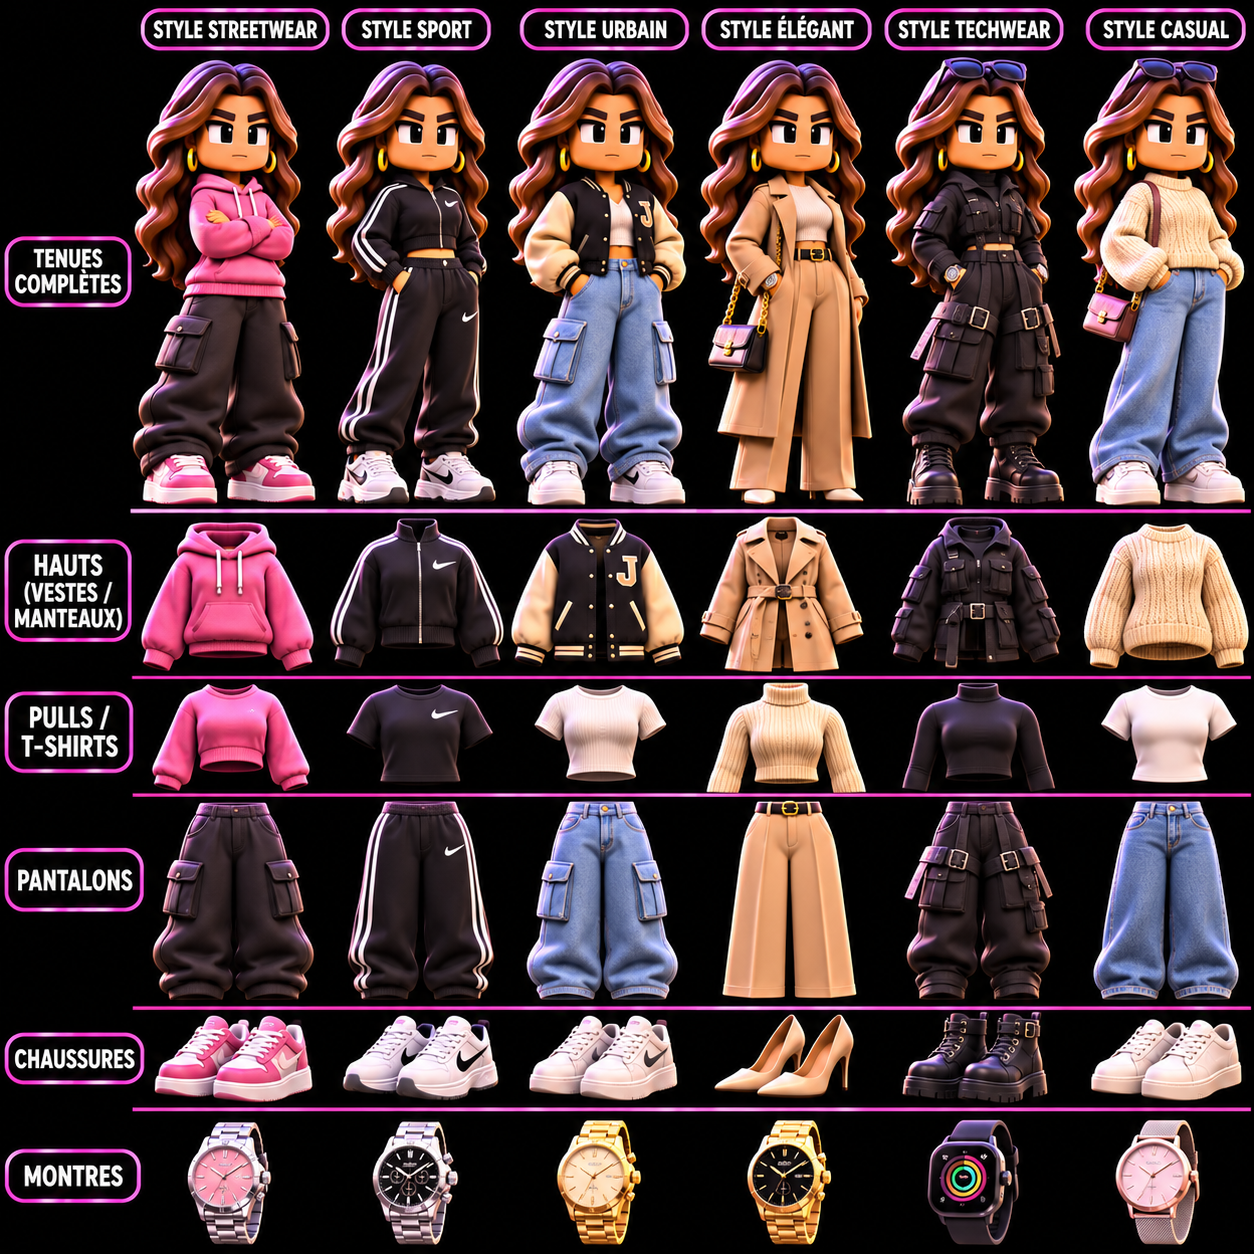 STYLE STREETWEAR
STYLE SPORT
STYLE URBAIN
STYLE ÉLÉGANT
STYLE TECHWEAR
STYLE CASUAL
TENUES
COMPLÈTES
J
HAUTS
(VESTES /
MANTEAUX)
J
PULLS /
T-SHIRTS
PANTALONS
CHAUSSURES
MONTRES